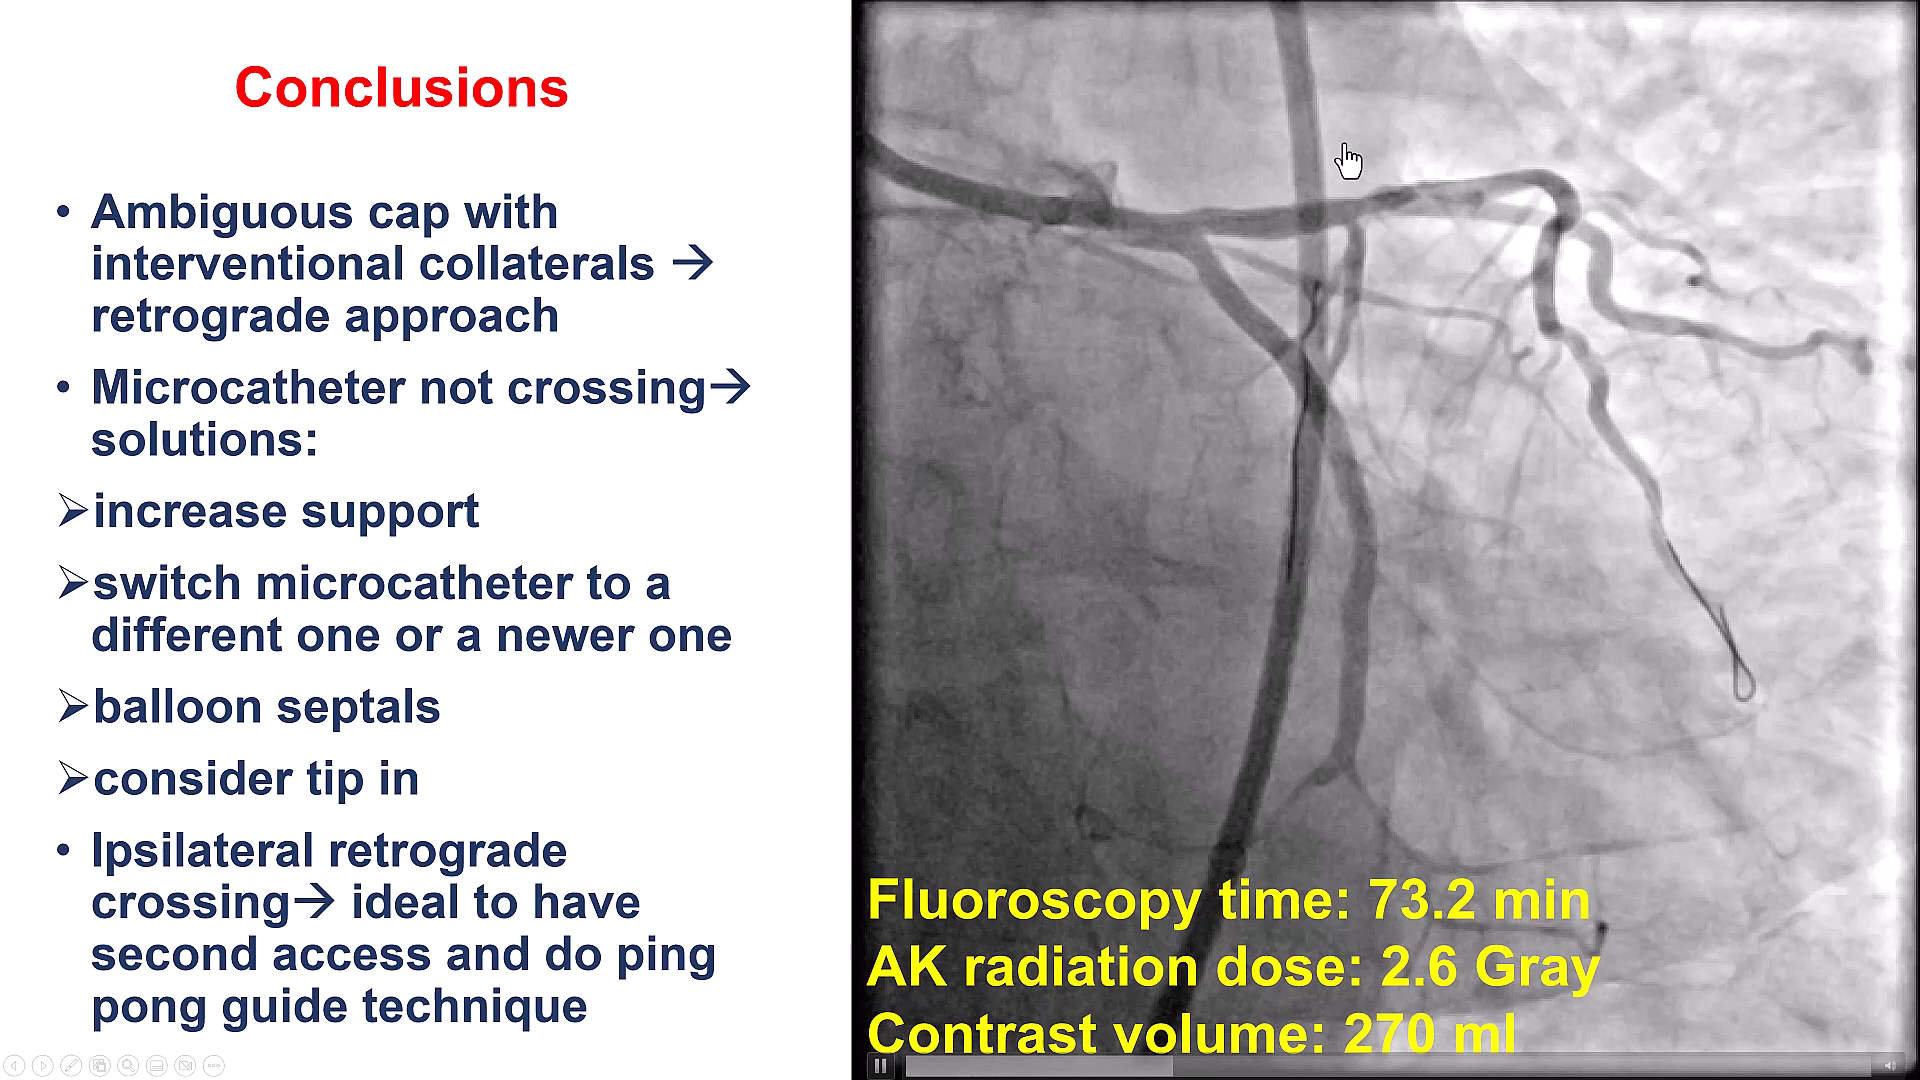 Conclusions
• Ambiguous cap with
interventional collaterals →
retrograde approach
• Microcatheter not crossing→
solutions:
➢increase support
➢switch microcatheter to a
different one or a newer one
➢balloon septals
➢consider tip in
• Ipsilateral retrograde
crossing→ ideal to have
second access and do ping
pong guide technique
Fluoroscopy time: 73.2 min
AK radiation dose: 2.6 Gray
Contrast volume: 270 ml